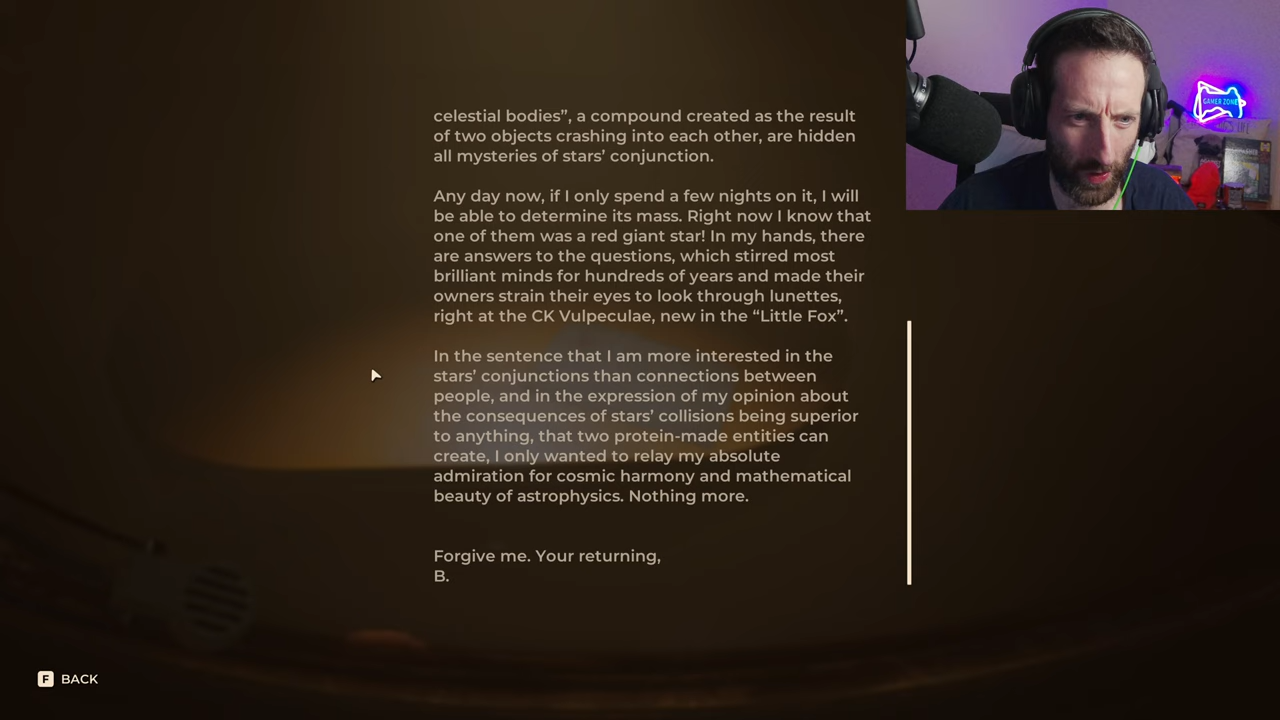 celestial bodies”, a compound created as the result
of two objects crashing into each other, are hidden
all mysteries of stars’ conjunction.
Any day now, if I only spend a few nights on it, I will
be able to determine its mass. Right now I know that
one of them was a red giant star! In my hands, there
are answers to the questions, which stirred most
brilliant minds for hundreds of years and made their
owners strain their eyes to look through lunettes,
right at the CK Vulpeculae, new in the “Little Fox”.
In the sentence that I am more interested in the
stars’ conjunctions than connections between
people, and in the expression of my opinion about
the consequences of stars’ collisions being superior
to anything, that two protein-made entities can
create, I only wanted to relay my absolute
admiration for cosmic harmony and mathematical
beauty of astrophysics. Nothing more.
Forgive me. Your returning,
B.
F BACK
GAMER ZONE